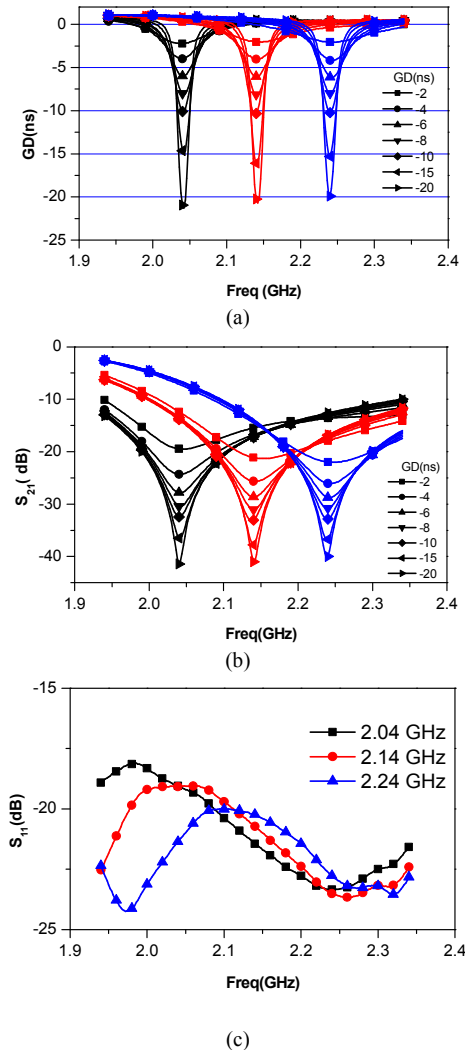 0
-5
-10
-15
-20
-25
GD(ns)
GD(ns)
-2
-4
-6
-8
-10
-15
-20
1.9 2.0 2.1 2.2 2.3 2.4
Freq (GHz)
(a)
0
-10
-20
-30
-40
S21( dB)
GD(ns)
-2
-4
-6
-8
-10
-15
-20
1.9 2.0 2.1 2.2 2.3 2.4
Freq(GHz)
(b)
-15
-20
-25
S11(dB)
2.04 GHz
2.14 GHz
2.24 GHz
1.9 2.0 2.1 2.2 2.3 2.4
Freq(GHz)
(c)